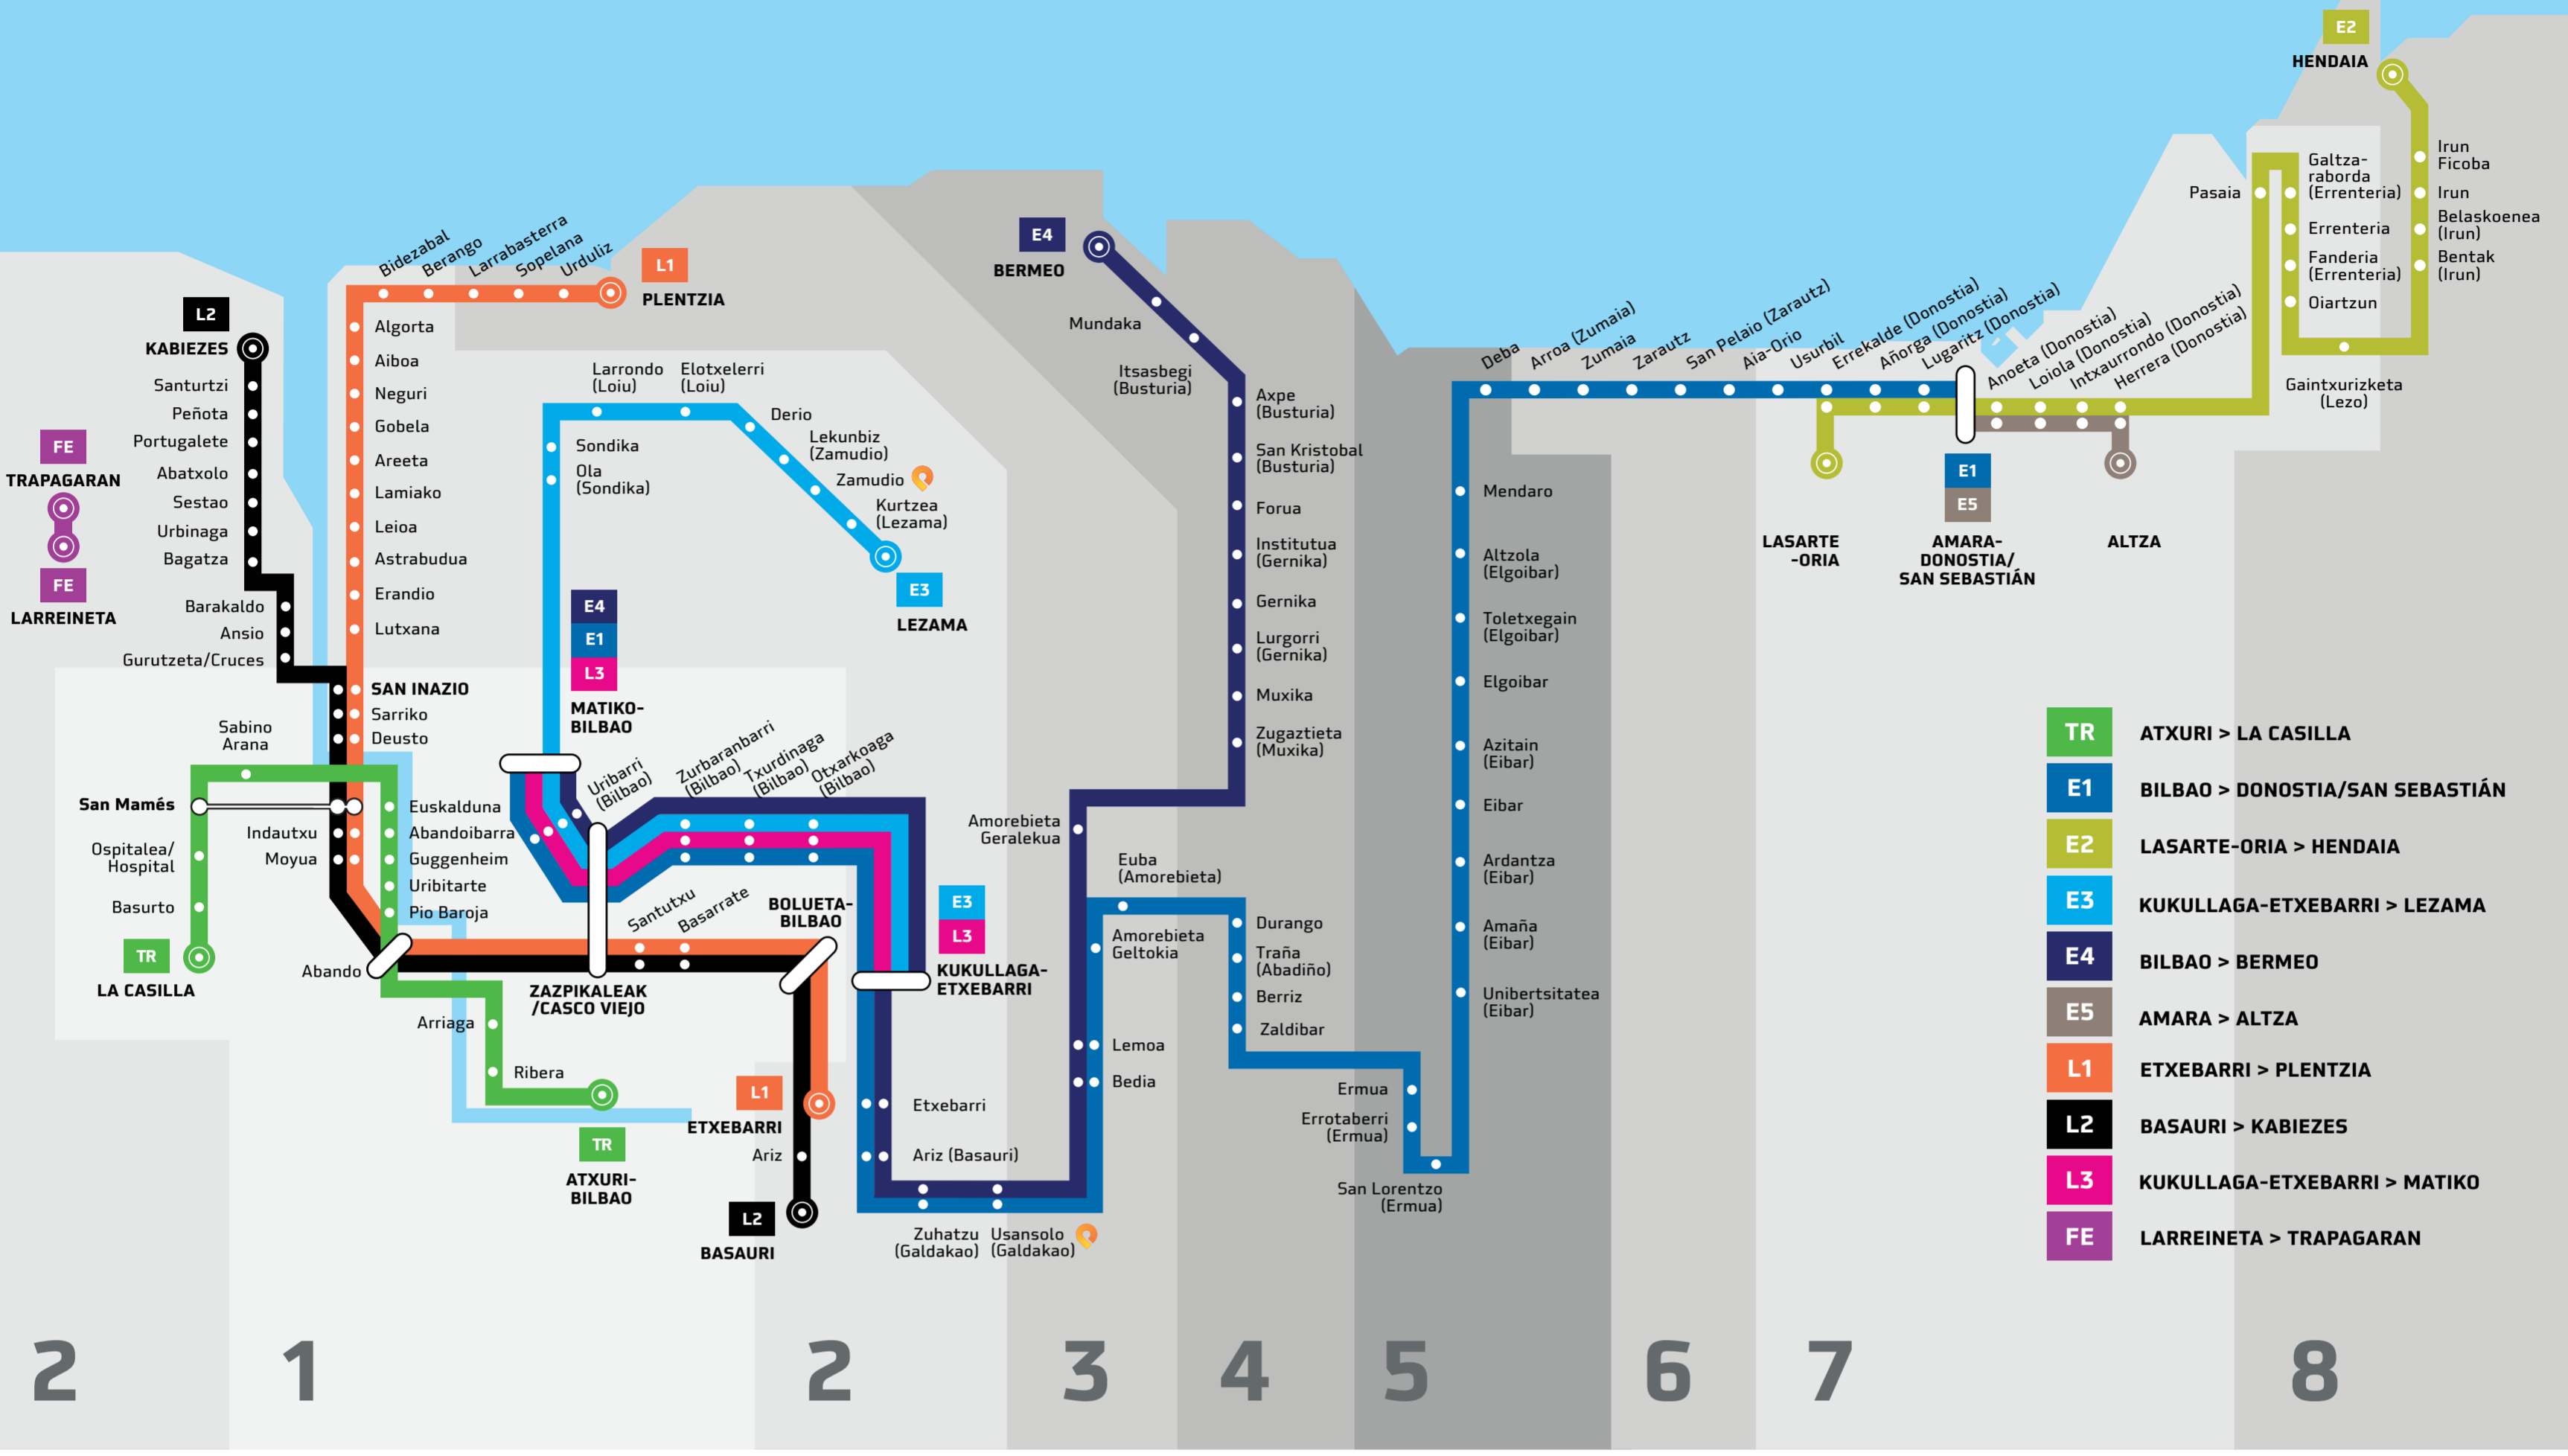 E2
HENDAIA
Irun
Ficoba
Irun
Belaskoenea
(Irun)
Bentak
(Irun)
Galtza-
raborda
(Errenteria)
Pasaia
Errenteria
Fanderia
(Errenteria)
Oiartzun
Gaintxurizketa
(Lezo)
Bidezabal
Berango
Larrabasterra
Sopelana
Urduliz
L1
PLENTZIA
L2
KABIEZES
Santurtzi
Peñota
Portugalete
Abatxolo
Sestao
Urbinaga
Bagatza
Barakaldo
Ansio
Gurutzeta/Cruces
FE
TRAPAGARAN
FE
LARREINETA
Algorta
Aiboa
Neguri
Gobela
Areeta
Lamiako
Leioa
Astrabudua
Erandio
Lutxana
SAN INAZIO
Sarriko
Deusto
Sabino
Arana
San Mamés
Ospitalea/
Hospital
Basurto
TR
LA CASILLA
Indautxu
Moyua
Euskalduna
Abandoibarra
Guggenheim
Uribitarte
Pio Baroja
Abando
Arriaga
Ribera
TR
ATXURI-
BILBAO
Larrondo
(Loiu)
Elotxelerri
(Loiu)
Derio
Lekunbiz
(Zamudio)
Zamudio
Kurtzea
(Lezama)
E3
LEZAMA
Sondika
Ola
(Sondika)
E4
E1
L3
MATIKO-
BILBAO
Uribarri
(Bilbao)
Zurbaranbarri
(Bilbao)
Txurdinaga
(Bilbao)
Otxarkoaga
(Bilbao)
Santutxu
Basarrate
ZAZPIKALEAK
/CASCO VIEJO
BOLUETA-
BILBAO
E3
L3
KUKULLAGA-
ETXEBARRI
L1
ETXEBARRI
Ariz
L2
BASAURI
Etxebarri
Ariz (Basauri)
Zuhatzu
(Galdakao)
Usansolo
(Galdakao)
E4
BERMEO
Mundaka
Itsasbegi
(Busturia)
Axpe
(Busturia)
San Kristobal
(Busturia)
Forua
Institutua
(Gernika)
Gernika
Lurgorri
(Gernika)
Muxika
Zugaztieta
(Muxika)
Amorebieta
Geralekua
Euba
(Amorebieta)
Amorebieta
Geltokia
Lemoa
Bedia
Durango
Traña
(Abadiño)
Berriz
Zaldibar
Ermua
Errotaberri
(Ermua)
San Lorentzo
(Ermua)
Deba
Arroa (Zumaia)
Zumaia
Zarautz
San Pelaio (Zarautz)
Aia-Orio
Usurbil
Errekalde (Donostia)
Añorga (Donostia)
Lugaritz (Donostia)
Anoeta (Donostia)
Loiola (Donostia)
Intxaurrondo (Donostia)
Herrera (Donostia)
Mendaro
Altzola
(Elgoibar)
Toletxegain
(Elgoibar)
Elgoibar
Azitain
(Eibar)
Eibar
Ardantza
(Eibar)
Amaña
(Eibar)
Unibertsitatea
(Eibar)
LASARTE
-ORIA
E1
E5
AMARA-
DONOSTIA/
SAN SEBASTIÁN
ALTZA
TR ATXURI > LA CASILLA
E1 BILBAO > DONOSTIA/SAN SEBASTIÁN
E2 LASARTE-ORIA > HENDAIA
E3 KUKULLAGA-ETXEBARRI > LEZAMA
E4 BILBAO > BERMEO
E5 AMARA > ALTZA
L1 ETXEBARRI > PLENTZIA
L2 BASAURI > KABIEZES
L3 KUKULLAGA-ETXEBARRI > MATIKO
FE LARREINETA > TRAPAGARAN
2 1 2 3 4 5 6 7 8